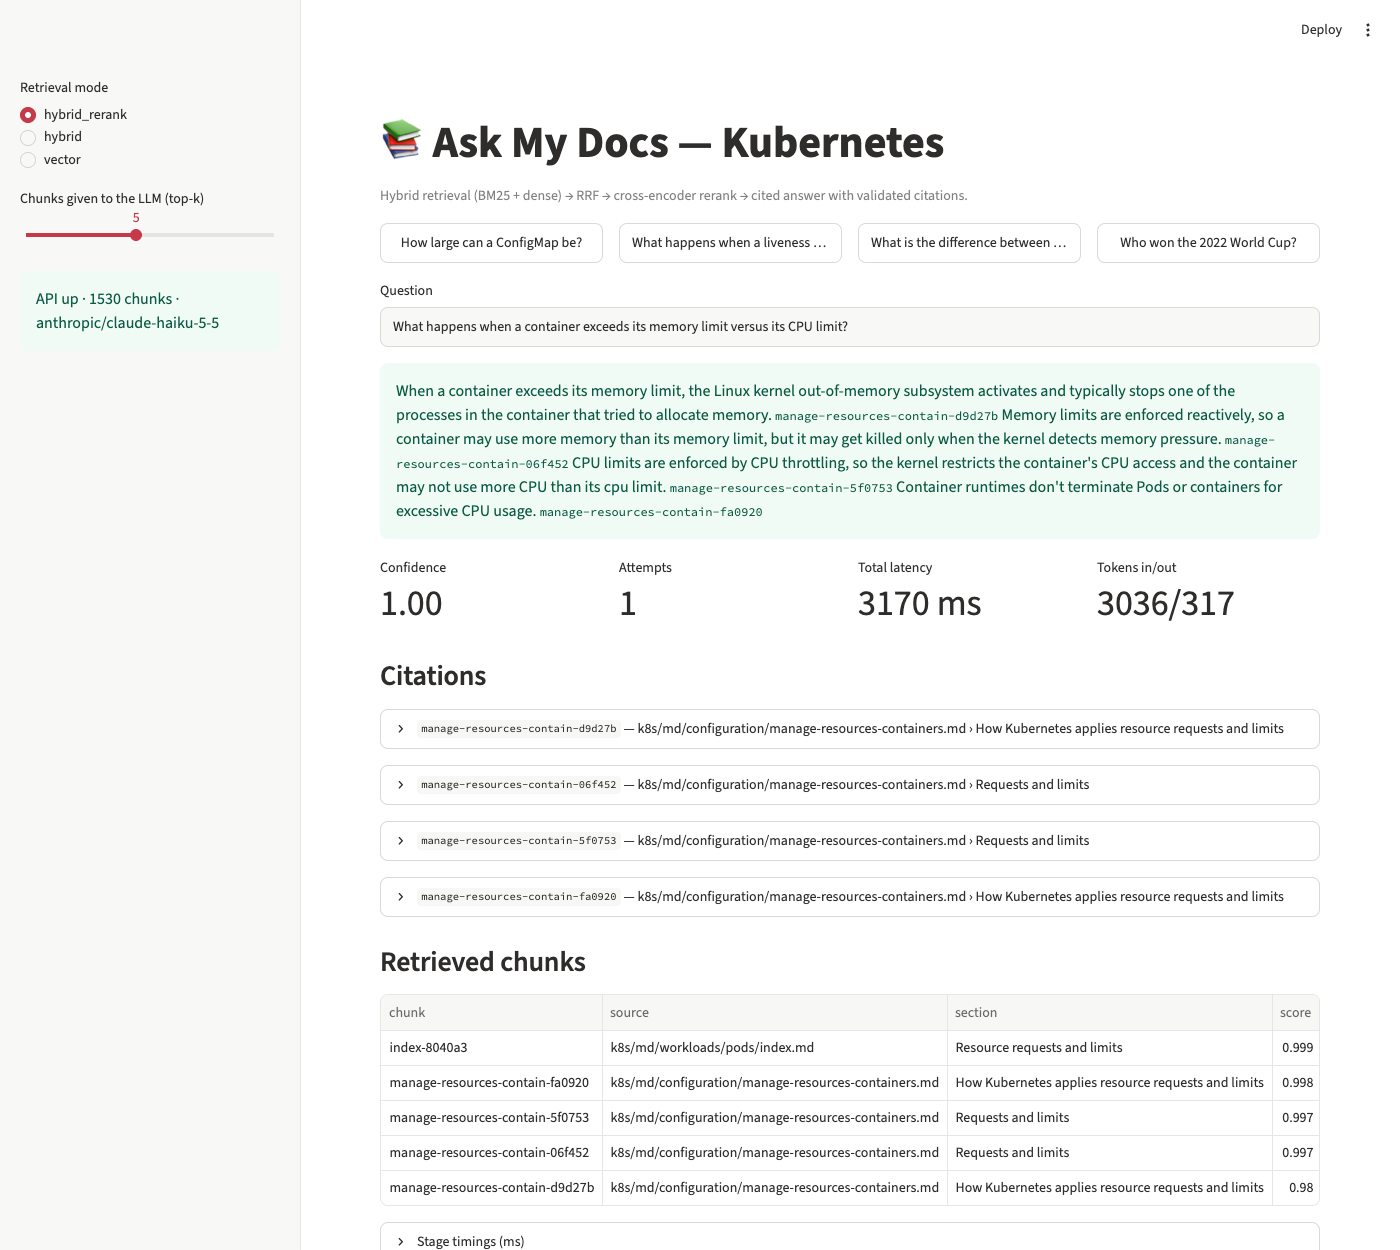 Deploy
Retrieval mode
hybrid_rerank
hybrid
vector
Chunks given to the LLM (top-k)
5
API up · 1530 chunks ·
anthropic/claude-haiku-5-5
Ask My Docs — Kubernetes
Hybrid retrieval (BM25 + dense) → RRF → cross-encoder rerank → cited answer with validated citations.
How large can a ConfigMap be?
What happens when a liveness …
What is the difference between …
Who won the 2022 World Cup?
Question
What happens when a container exceeds its memory limit versus its CPU limit?
When a container exceeds its memory limit, the Linux kernel out-of-memory subsystem activates and typically stops one of the
processes in the container that tried to allocate memory. manage-resources-contain-d9d27b Memory limits are enforced reactively, so a
container may use more memory than its memory limit, but it may get killed only when the kernel detects memory pressure. manage-
resources-contain-06f452 CPU limits are enforced by CPU throttling, so the kernel restricts the container's CPU access and the container
may not use more CPU than its cpu limit. manage-resources-contain-5f0753 Container runtimes don't terminate Pods or containers for
excessive CPU usage. manage-resources-contain-fa0920
Confidence
1.00
Attempts
1
Total latency
3170 ms
Tokens in/out
3036/317
Citations
manage-resources-contain-d9d27b — k8s/md/configuration/manage-resources-containers.md › How Kubernetes applies resource requests and limits
manage-resources-contain-06f452 — k8s/md/configuration/manage-resources-containers.md › Requests and limits
manage-resources-contain-5f0753 — k8s/md/configuration/manage-resources-containers.md › Requests and limits
manage-resources-contain-fa0920 — k8s/md/configuration/manage-resources-containers.md › How Kubernetes applies resource requests and limits
Retrieved chunks
chunk source section score
index-8040a3 k8s/md/workloads/pods/index.md Resource requests and limits 0.999
manage-resources-contain-fa0920 k8s/md/configuration/manage-resources-containers.md How Kubernetes applies resource requests and limits 0.998
manage-resources-contain-5f0753 k8s/md/configuration/manage-resources-containers.md Requests and limits 0.997
manage-resources-contain-06f452 k8s/md/configuration/manage-resources-containers.md Requests and limits 0.997
manage-resources-contain-d9d27b k8s/md/configuration/manage-resources-containers.md How Kubernetes applies resource requests and limits 0.98
Stage timings (ms)